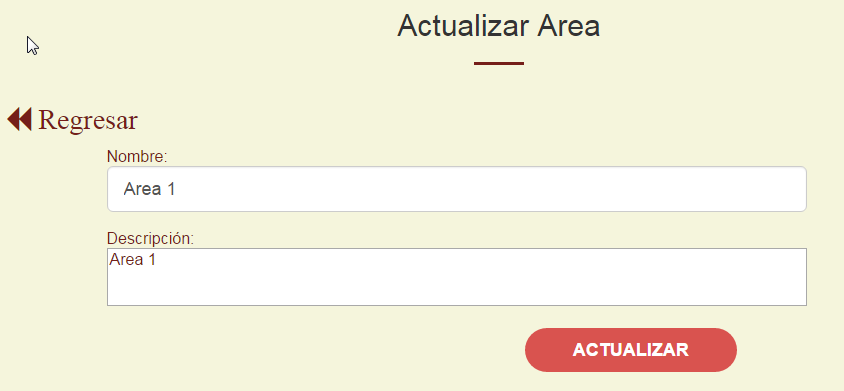 Actualizar Area
Regresar
Nombre:
Area 1
Descripción:
Area 1
ACTUALIZAR